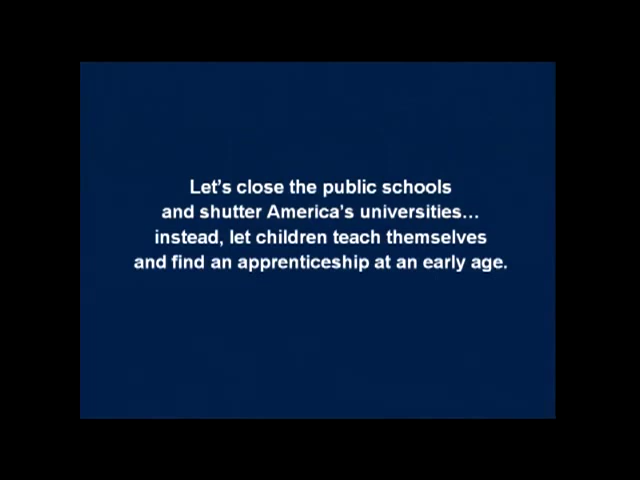 Let's close the public schools
and shutter America's universities...
instead, let children teach themselves
and find an apprenticeship at an early age.